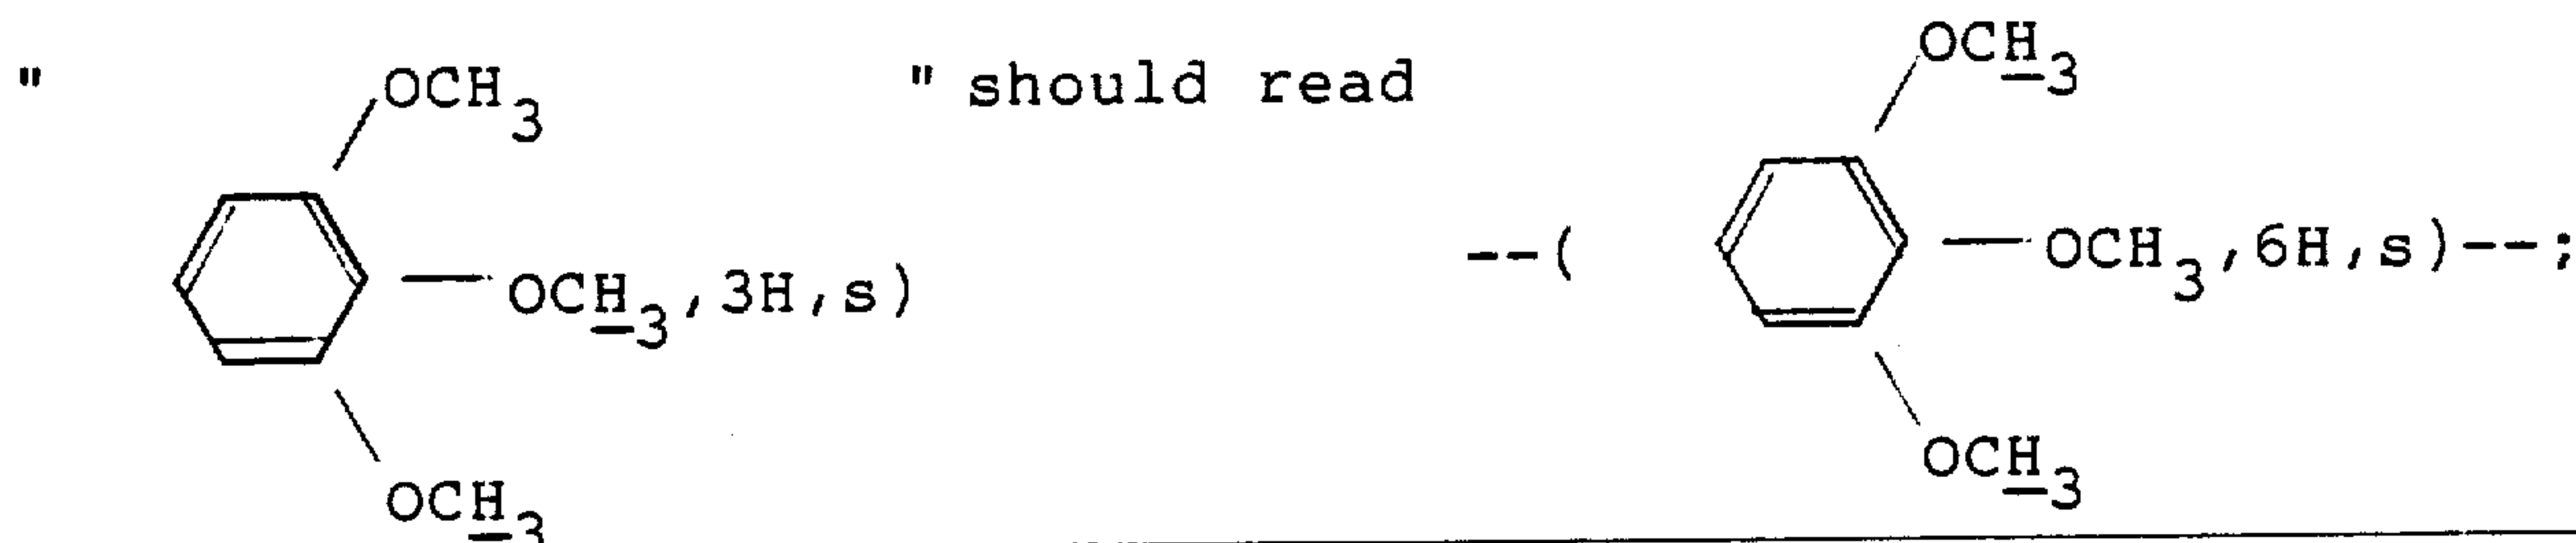 OCH3
" OCH3 " should read
--( OCH3,6H,s)--;
OCH3,3H,s)
OCH3
OCH3